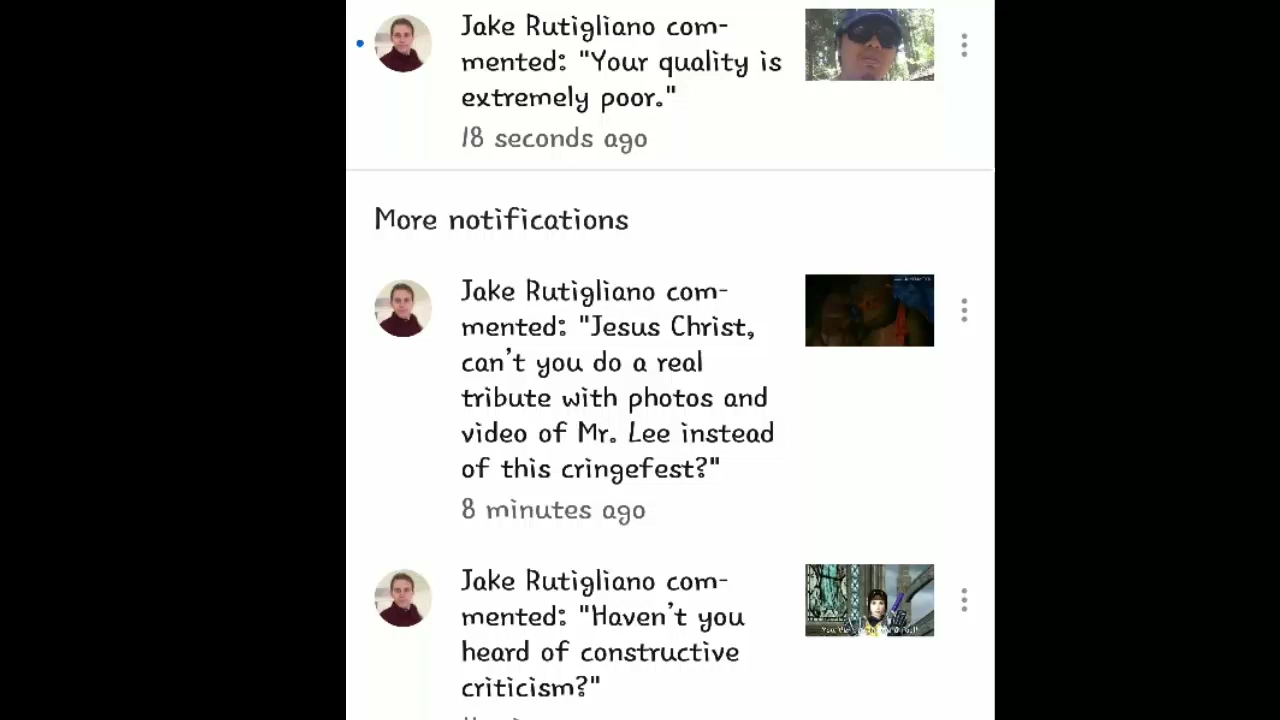 Jake Rutigliano com-
mented: "Your quality is
extremely poor."
18 seconds ago
More notifications
Jake Rutigliano com-
mented: "Jesus Christ,
can't you do a real
tribute with photos and
video of Mr. Lee instead
of this cringefest?"
8 minutes ago
Jake Rutigliano com-
mented: "Haven't you
heard of constructive
criticism?"